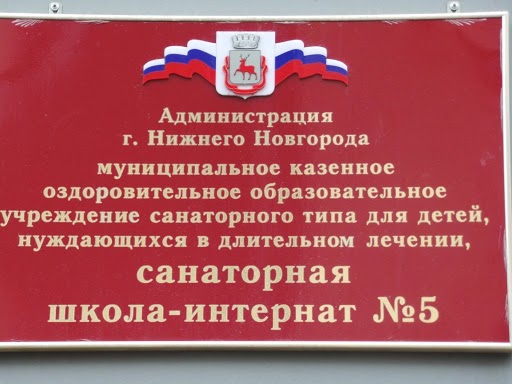 Администрация
г. Нижнего Новгорода
муниципальное казенное
оздоровительное образовательное
учреждение санаторного типа для детей,
нуждающихся в длительном лечении,
санаторная
школа-интернат №5